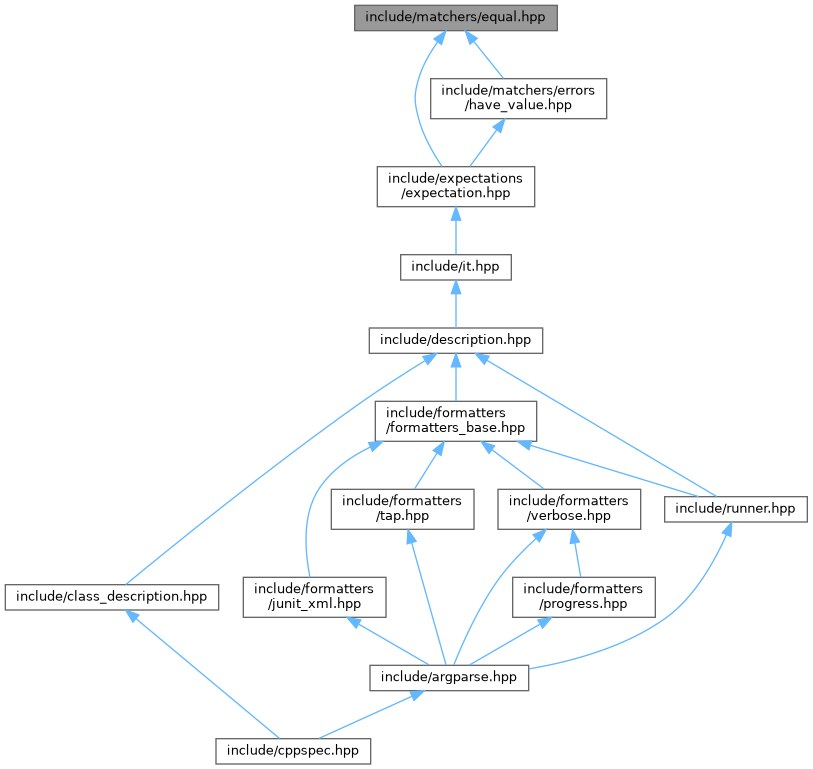 include/matchers/equal.hpp
include/matchers/errors
/have_value.hpp
include/expectations
/expectation.hpp
include/it.hpp
include/description.hpp
include/formatters
/formatters_base.hpp
include/formatters
/tap.hpp
include/formatters
/verbose.hpp
include/runner.hpp
include/class_description.hpp
include/formatters
/junit_xml.hpp
include/formatters
/progress.hpp
include/argparse.hpp
include/cppspec.hpp